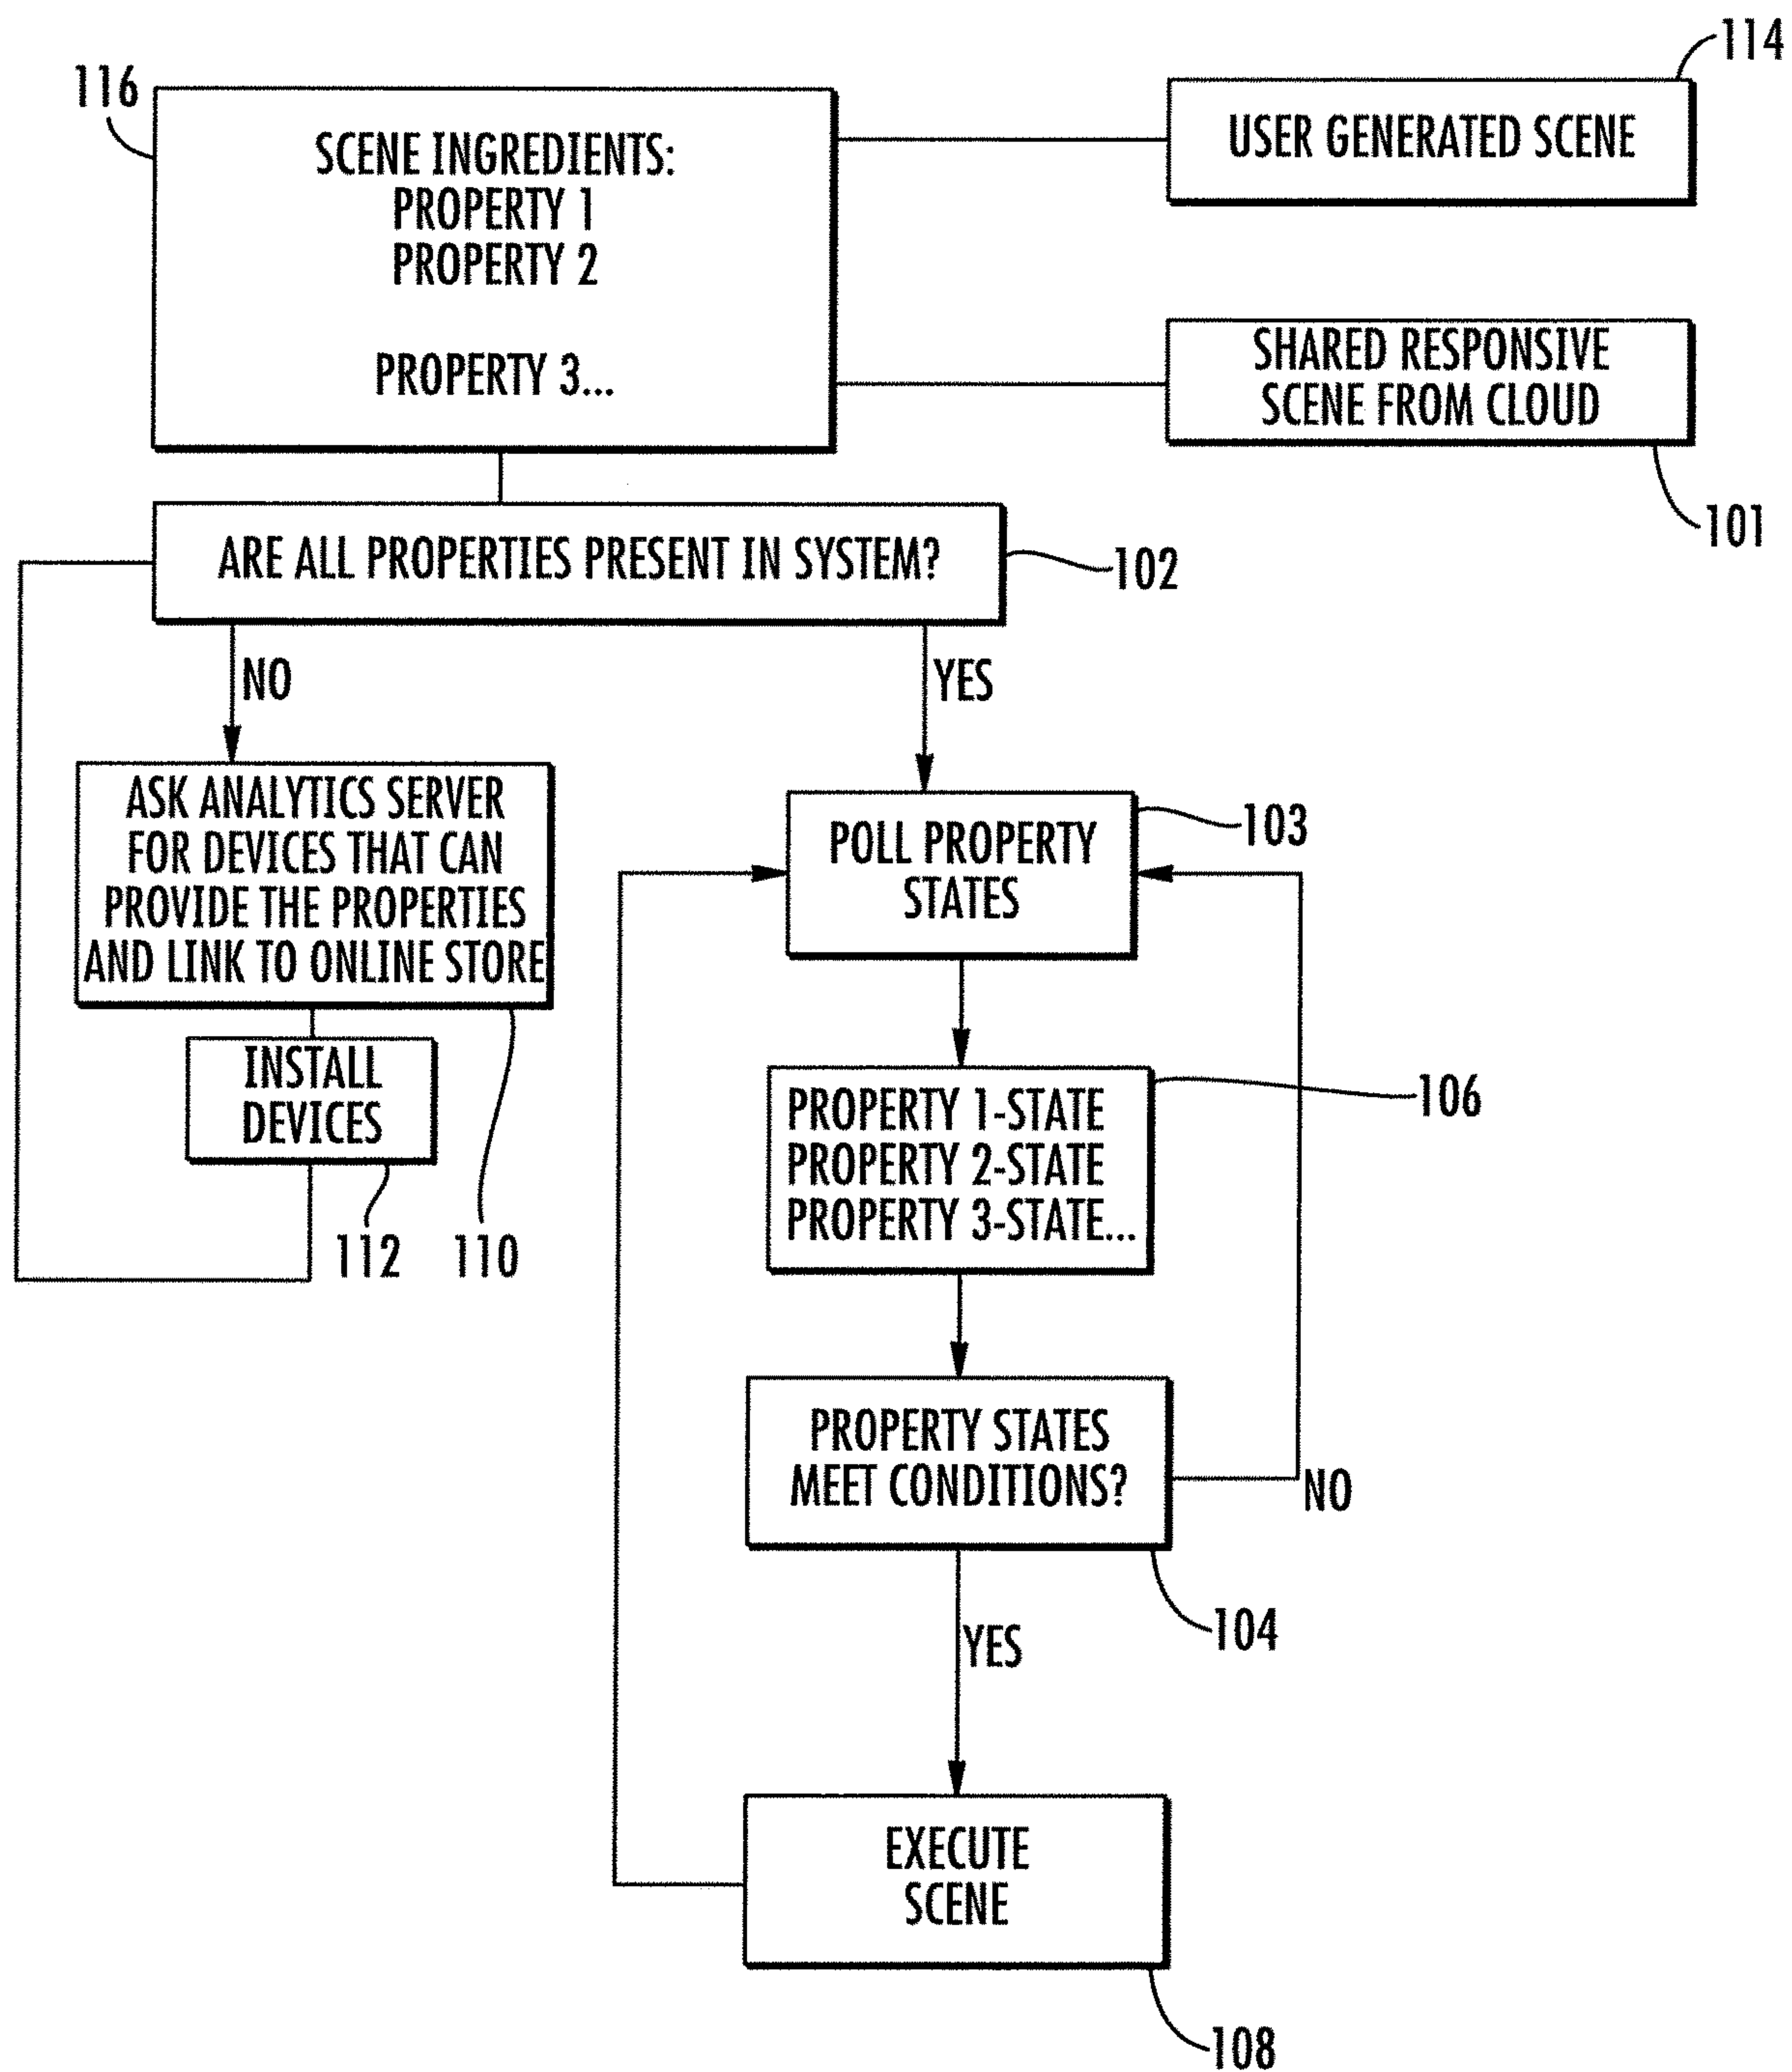 114
116
SCENE INGREDIENTS:
PROPERTY 1
PROPERTY 2
PROPERTY 3...
USER GENERATED SCENE
SHARED RESPONSIVE
SCENE FROM CLOUD
101
ARE ALL PROPERTIES PRESENT IN SYSTEM?
102
NO
YES
ASK ANALYTICS SERVER
FOR DEVICES THAT CAN
PROVIDE THE PROPERTIES
AND LINK TO ONLINE STORE
POLL PROPERTY
STATES
103
INSTALL
DEVICES
112
110
PROPERTY 1-STATE
PROPERTY 2-STATE
PROPERTY 3-STATE...
106
PROPERTY STATES
MEET CONDITIONS?
NO
104
YES
EXECUTE
SCENE
108